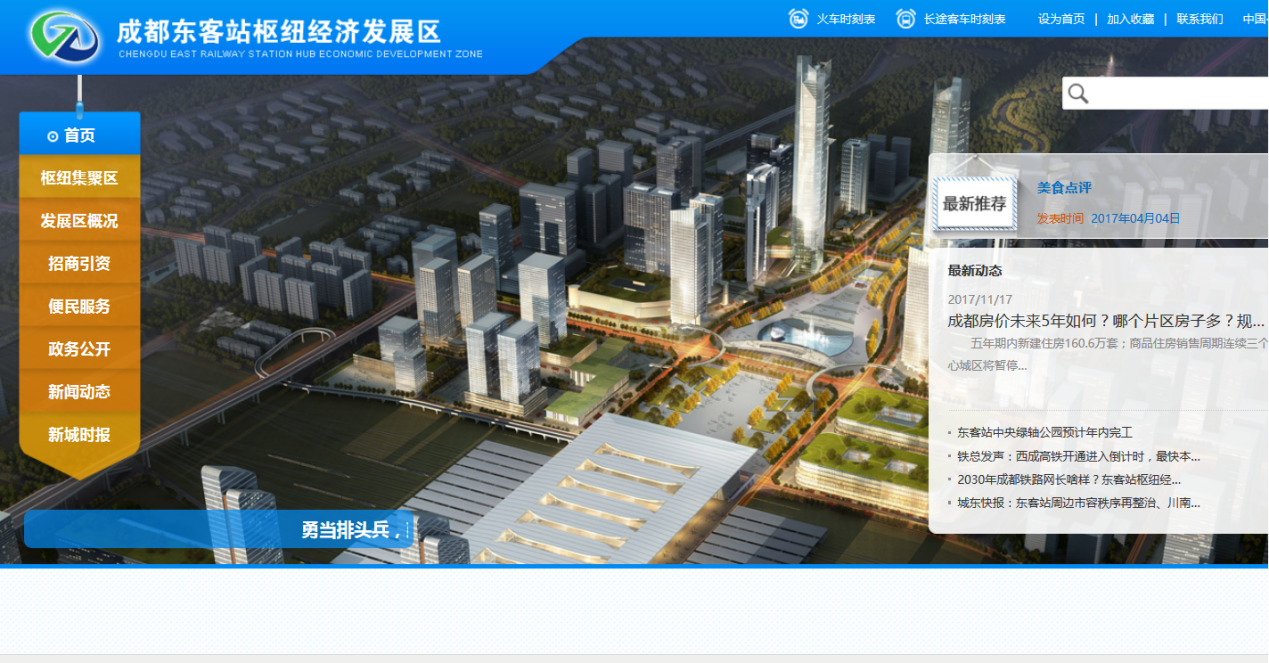 成都东客站枢纽经济发展区
CHENGDU EAST RAILWAY STATION HUB ECONOMIC DEVELOPMENT ZONE
火车时刻表 长途客车时刻表 设为首页 | 加入收藏 | 联系我们 中国
首页
枢纽集聚区
发展区概况
招商引资
便民服务
政务公开
新闻动态
新城时报
最新推荐
美食点评
发表时间 2017年04月04日
最新动态
2017/11/17
成都房价未来5年如何？哪个片区房子多？规...
五年期内新建住房160.6万套；商品住房销售周期连续三个
心城区将暂停...
东客站中央绿轴公园预计年内完工
铁总发声：西成高铁开通进入倒计时，最快本...
2030年成都铁路网长啥样？东客站枢纽经...
城东快报：东客站周边市容秩序再整治、川南...
勇当排头兵，